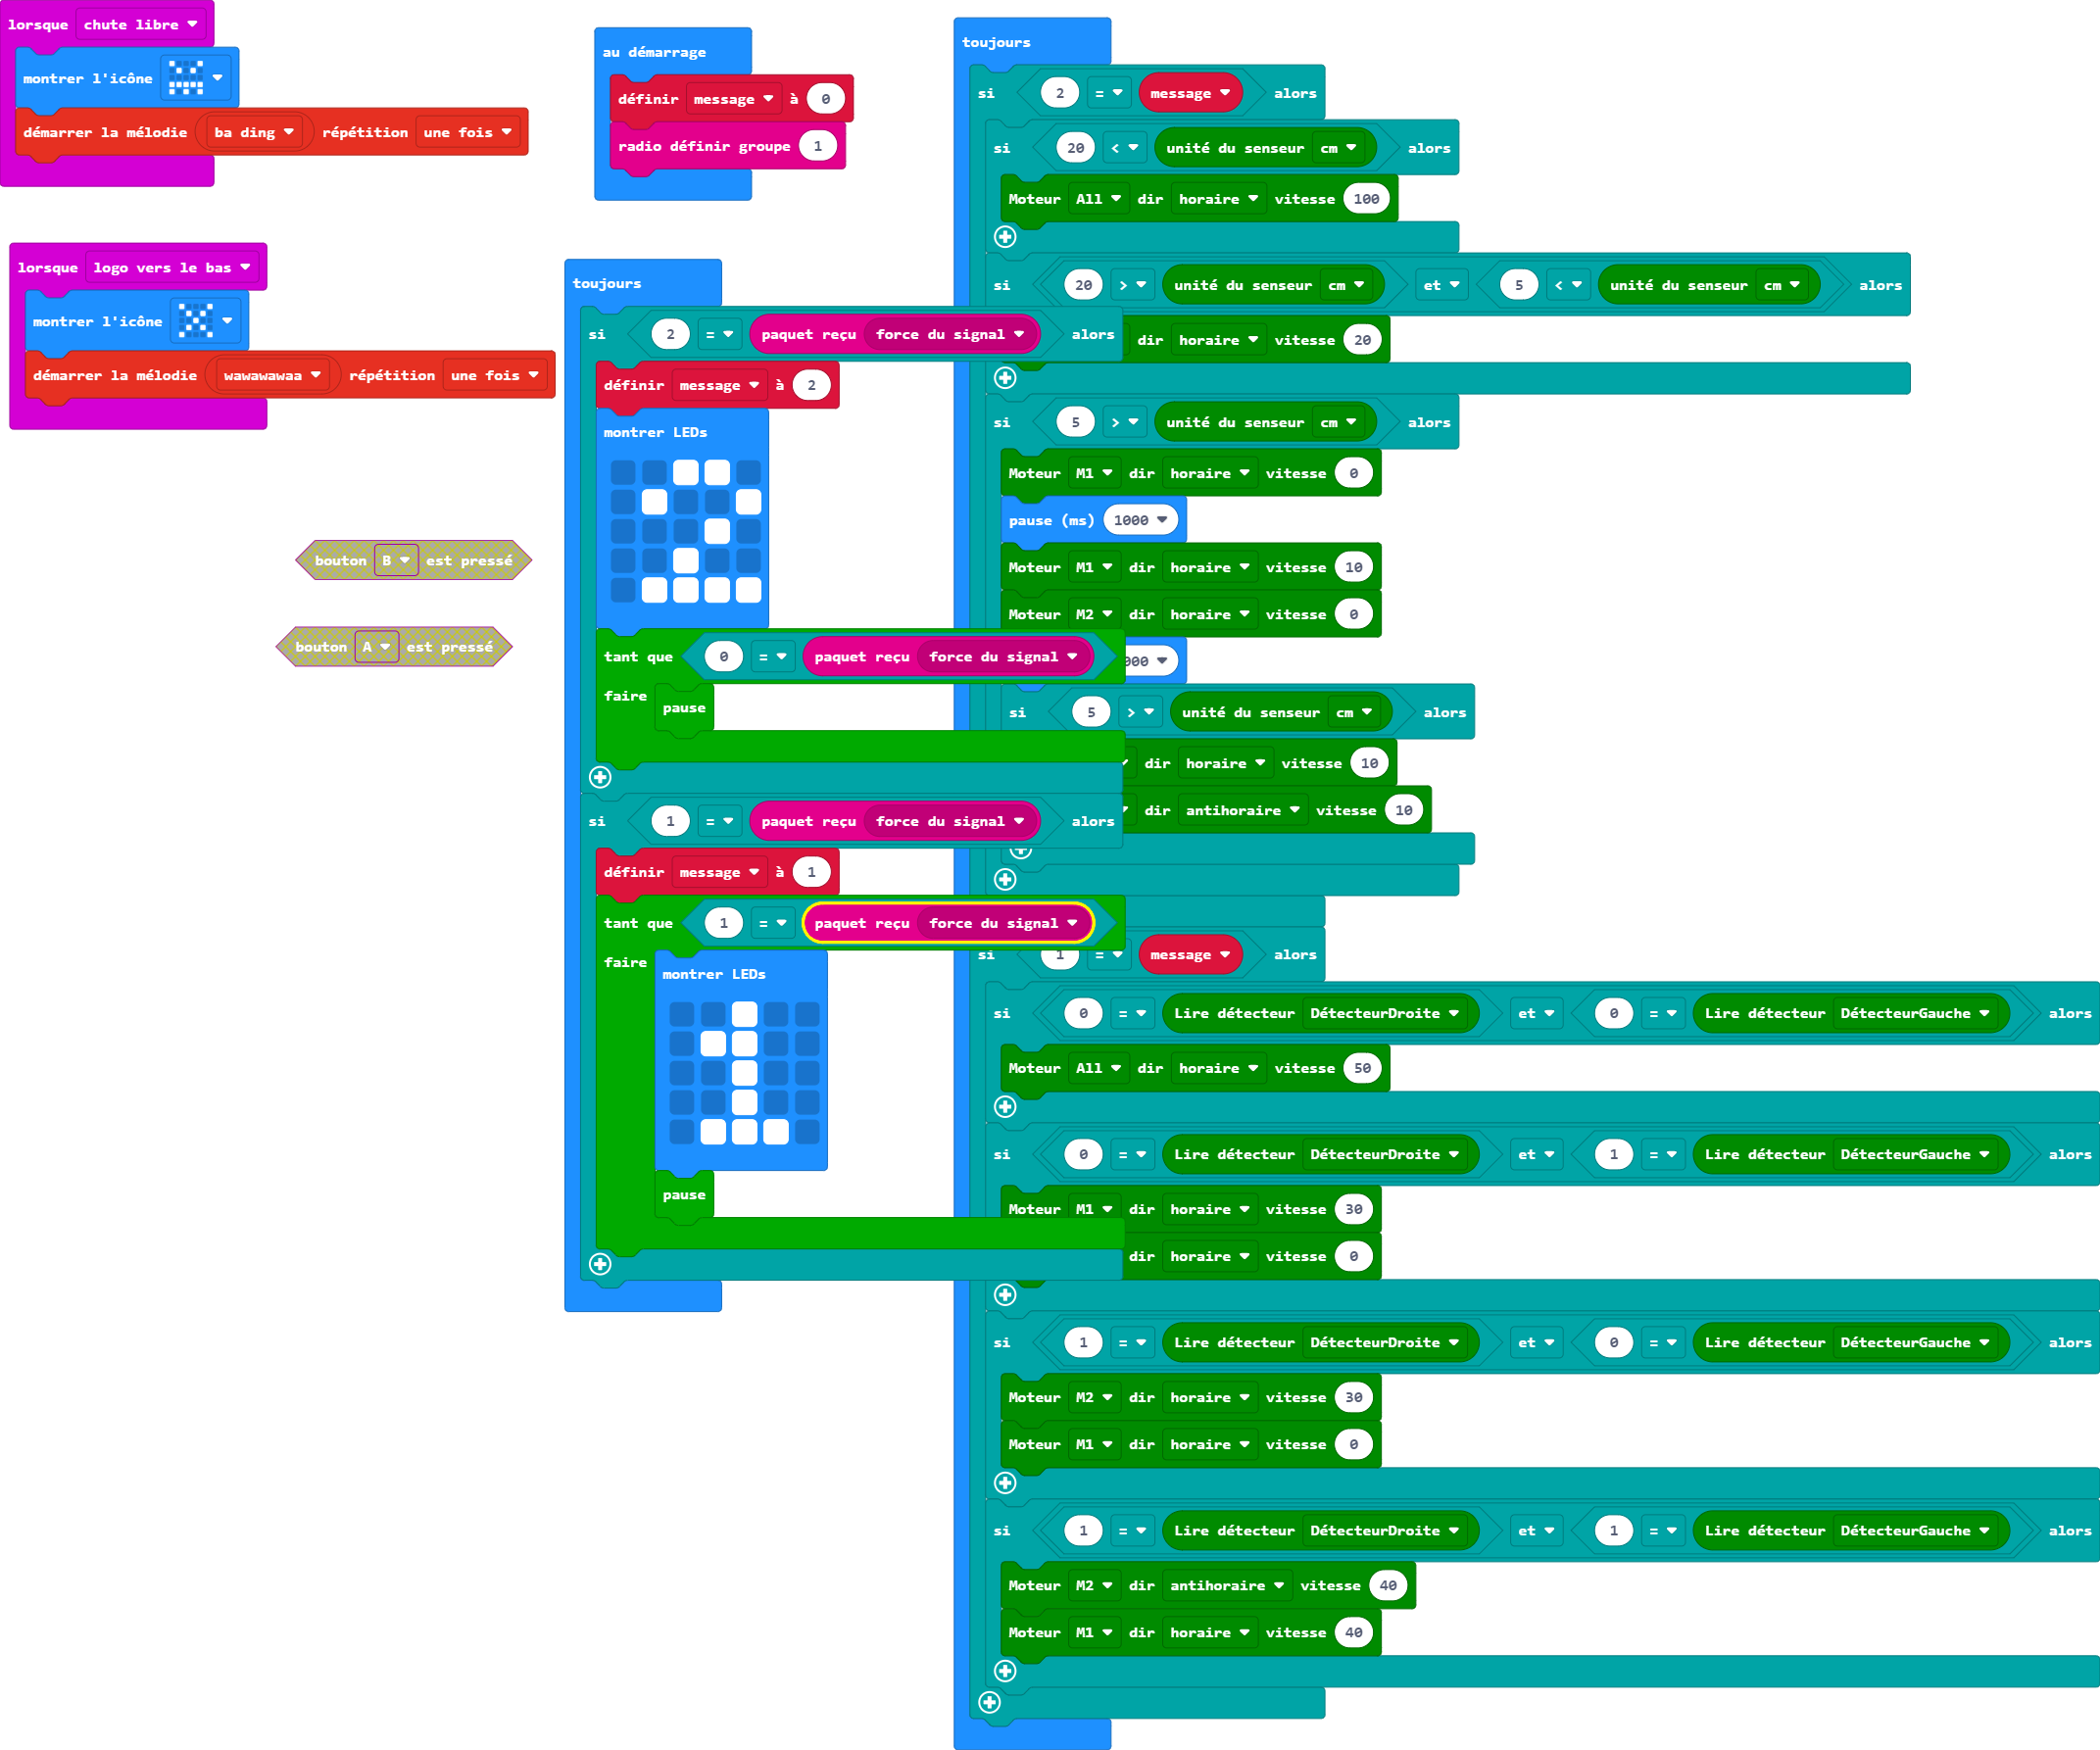 lorsque chute libre
montrer l'icône
démarrer la mélodie ba ding répétition une fois
lorsque logo vers le bas
montrer l'icône
démarrer la mélodie wawawawaa répétition une fois
bouton B est pressé
bouton A est pressé
au démarrage
définir message à 0
radio définir groupe 1
toujours
si 2 = paquet reçu force du signal alors
définir message à 2
montrer LEDs
tant que 0 = paquet reçu force du signal
faire pause
si 1 = paquet reçu force du signal alors
définir message à 1
tant que 1 = paquet reçu force du signal
faire montrer LEDs
pause
toujours
si 2 = message alors
si 20 < unité du senseur cm alors
Moteur All dir horaire vitesse 100
si 20 > unité du senseur cm et 5 < unité du senseur cm alors
dir horaire vitesse 20
si 5 > unité du senseur cm alors
Moteur M1 dir horaire vitesse 0
pause (ms) 1000
Moteur M1 dir horaire vitesse 10
Moteur M2 dir horaire vitesse 0
si 5 > unité du senseur cm alors
dir horaire vitesse 10
dir antihoraire vitesse 10
si 1 = message alors
si 0 = Lire détecteur DétecteurDroite et 0 = Lire détecteur DétecteurGauche alors
Moteur All dir horaire vitesse 50
si 0 = Lire détecteur DétecteurDroite et 1 = Lire détecteur DétecteurGauche alors
Moteur M1 dir horaire vitesse 30
dir horaire vitesse 0
si 1 = Lire détecteur DétecteurDroite et 0 = Lire détecteur DétecteurGauche alors
Moteur M2 dir horaire vitesse 30
Moteur M1 dir horaire vitesse 0
si 1 = Lire détecteur DétecteurDroite et 1 = Lire détecteur DétecteurGauche alors
Moteur M2 dir antihoraire vitesse 40
Moteur M1 dir horaire vitesse 40